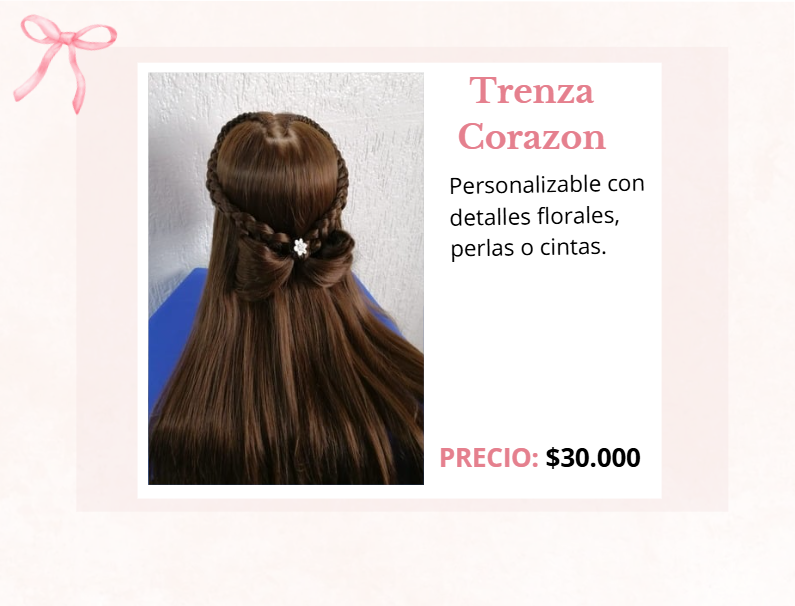 Trenza
Corazon
Personalizable con
detalles florales,
perlas o cintas.
PRECIO: $30.000